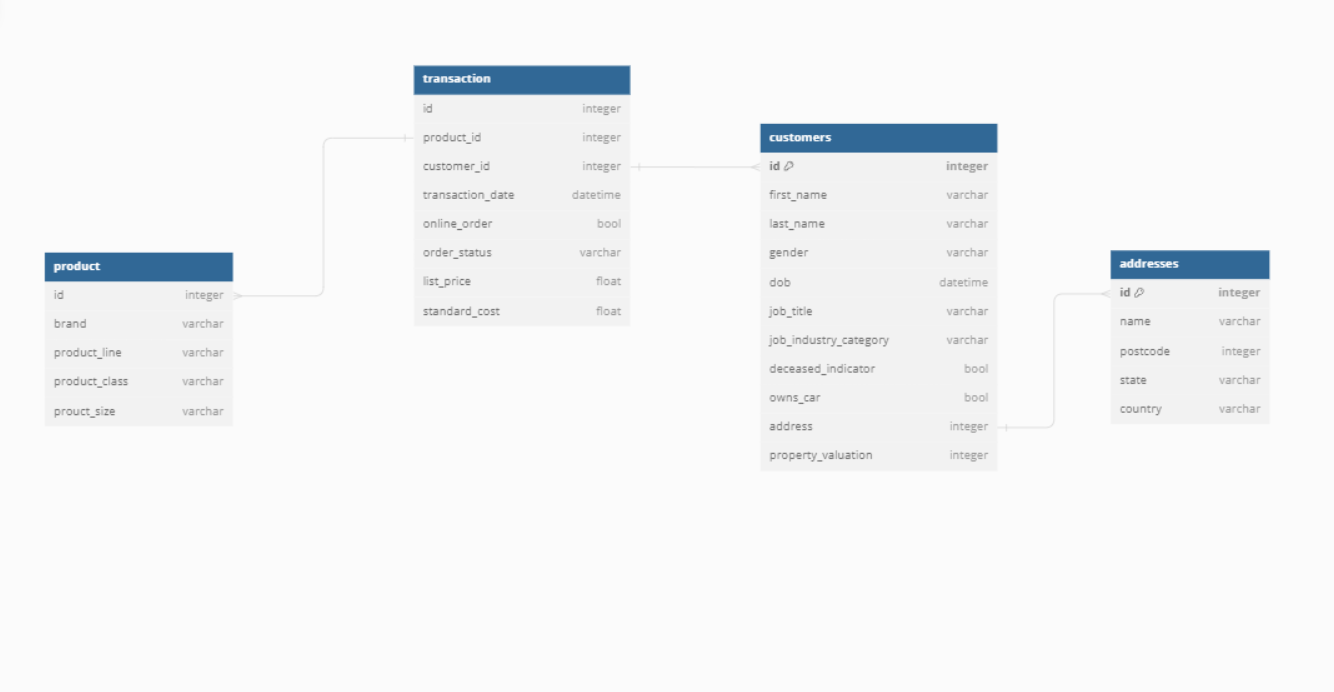 transaction
id integer
product_id integer
customer_id integer
transaction_date datetime
online_order bool
order_status varchar
list_price float
standard_cost float
customers
id integer
first_name varchar
last_name varchar
gender varchar
dob datetime
job_title varchar
job_industry_category varchar
deceased_indicator bool
owns_car bool
address integer
property_valuation integer
product
id integer
brand varchar
product_line varchar
product_class varchar
prouct_size varchar
addresses
id integer
name varchar
postcode integer
state varchar
country varchar